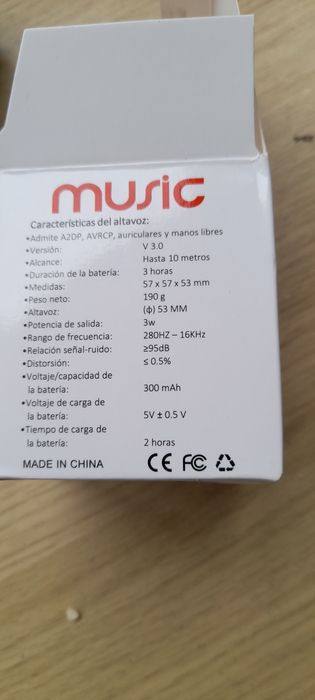 music
Características del altavoz:
•Admite A2DP, AVRCP, auriculares y manos libres
•Versión: V 3.0
•Alcance: Hasta 10 metros
•Duración de la batería: 3 horas
•Medidas: 57 x 57 x 53 mm
•Peso neto: 190 g
•Altavoz: (ϕ) 53 MM
•Potencia de salida: 3w
•Rango de frecuencia: 280HZ – 16KHz
•Relación señal-ruido: ≥95dB
•Distorsión: ≤ 0.5%
•Voltaje/capacidad de
la batería: 300 mAh
•Voltaje de carga de
la batería: 5V ± 0.5 V
•Tiempo de carga de
la batería: 2 horas
MADE IN CHINA CE FC